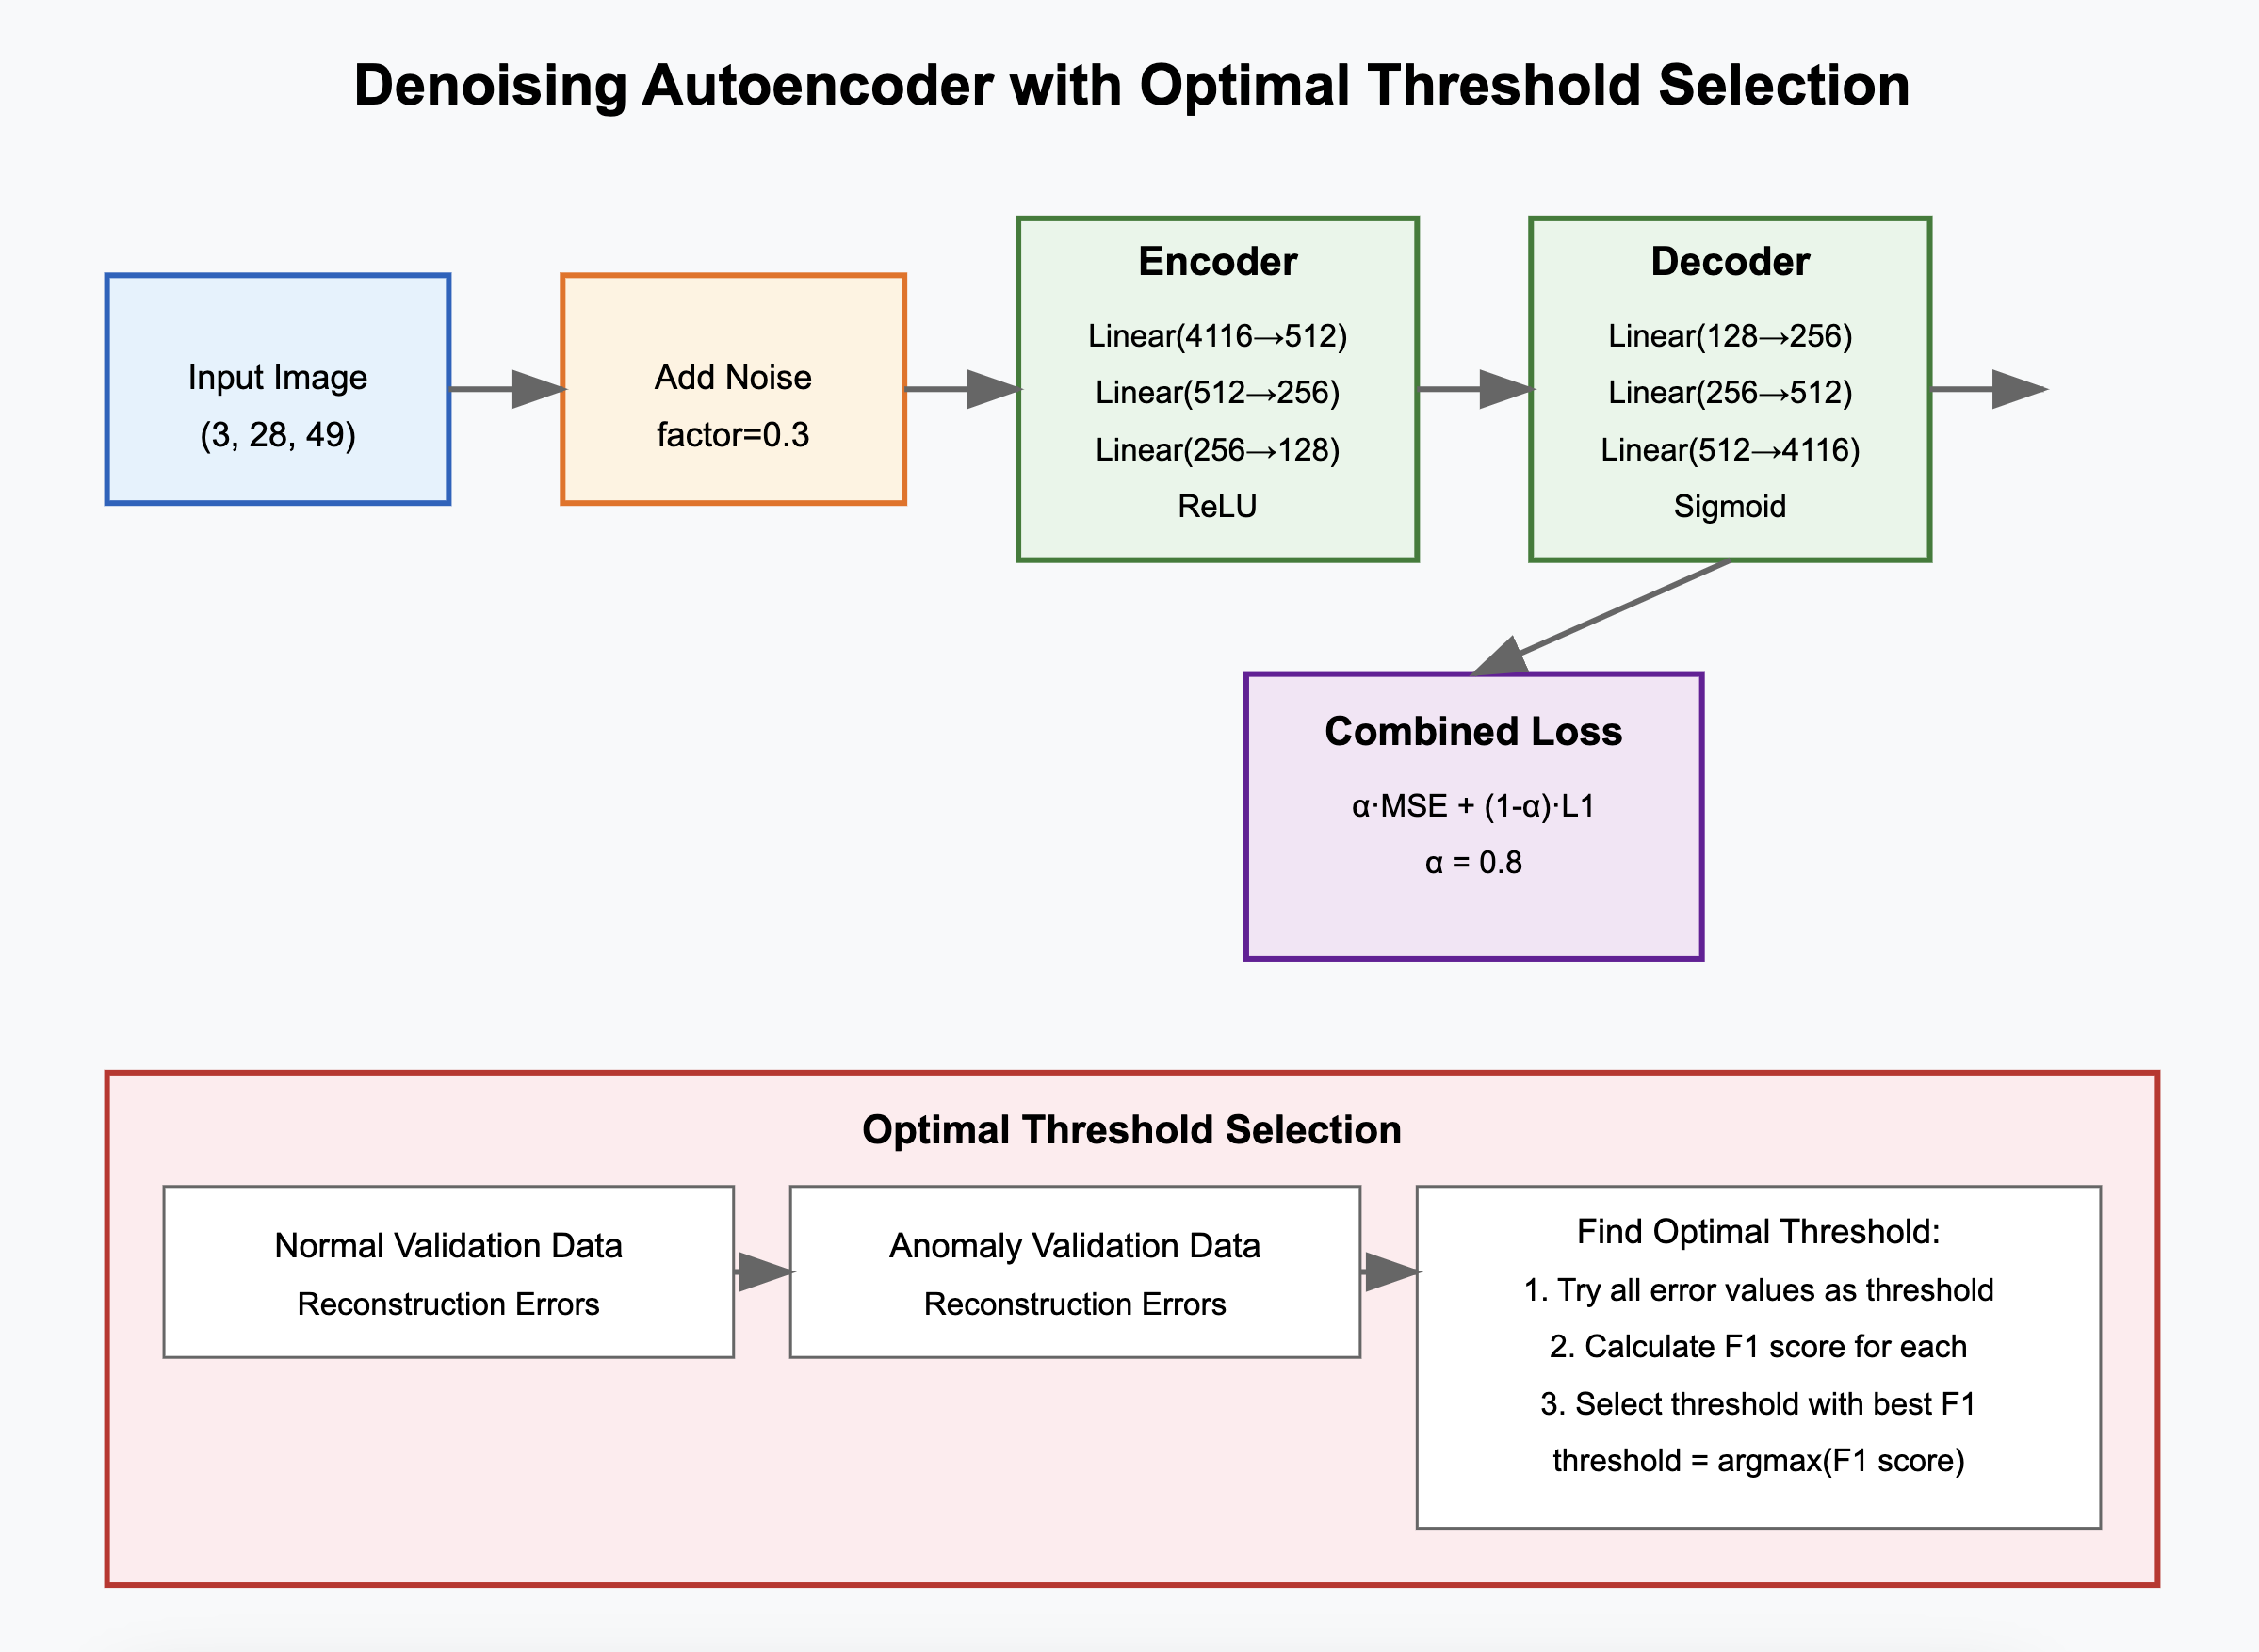 Denoising Autoencoder with Optimal Threshold Selection
Input Image
(3, 28, 49)
Add Noise
factor=0.3
Encoder
Linear(4116→512)
Linear(512→256)
Linear(256→128)
ReLU
Decoder
Linear(128→256)
Linear(256→512)
Linear(512→4116)
Sigmoid
Combined Loss
α·MSE + (1-α)·L1
α = 0.8
Optimal Threshold Selection
Normal Validation Data
Reconstruction Errors
Anomaly Validation Data
Reconstruction Errors
Find Optimal Threshold:
1. Try all error values as threshold
2. Calculate F1 score for each
3. Select threshold with best F1
threshold = argmax(F1 score)